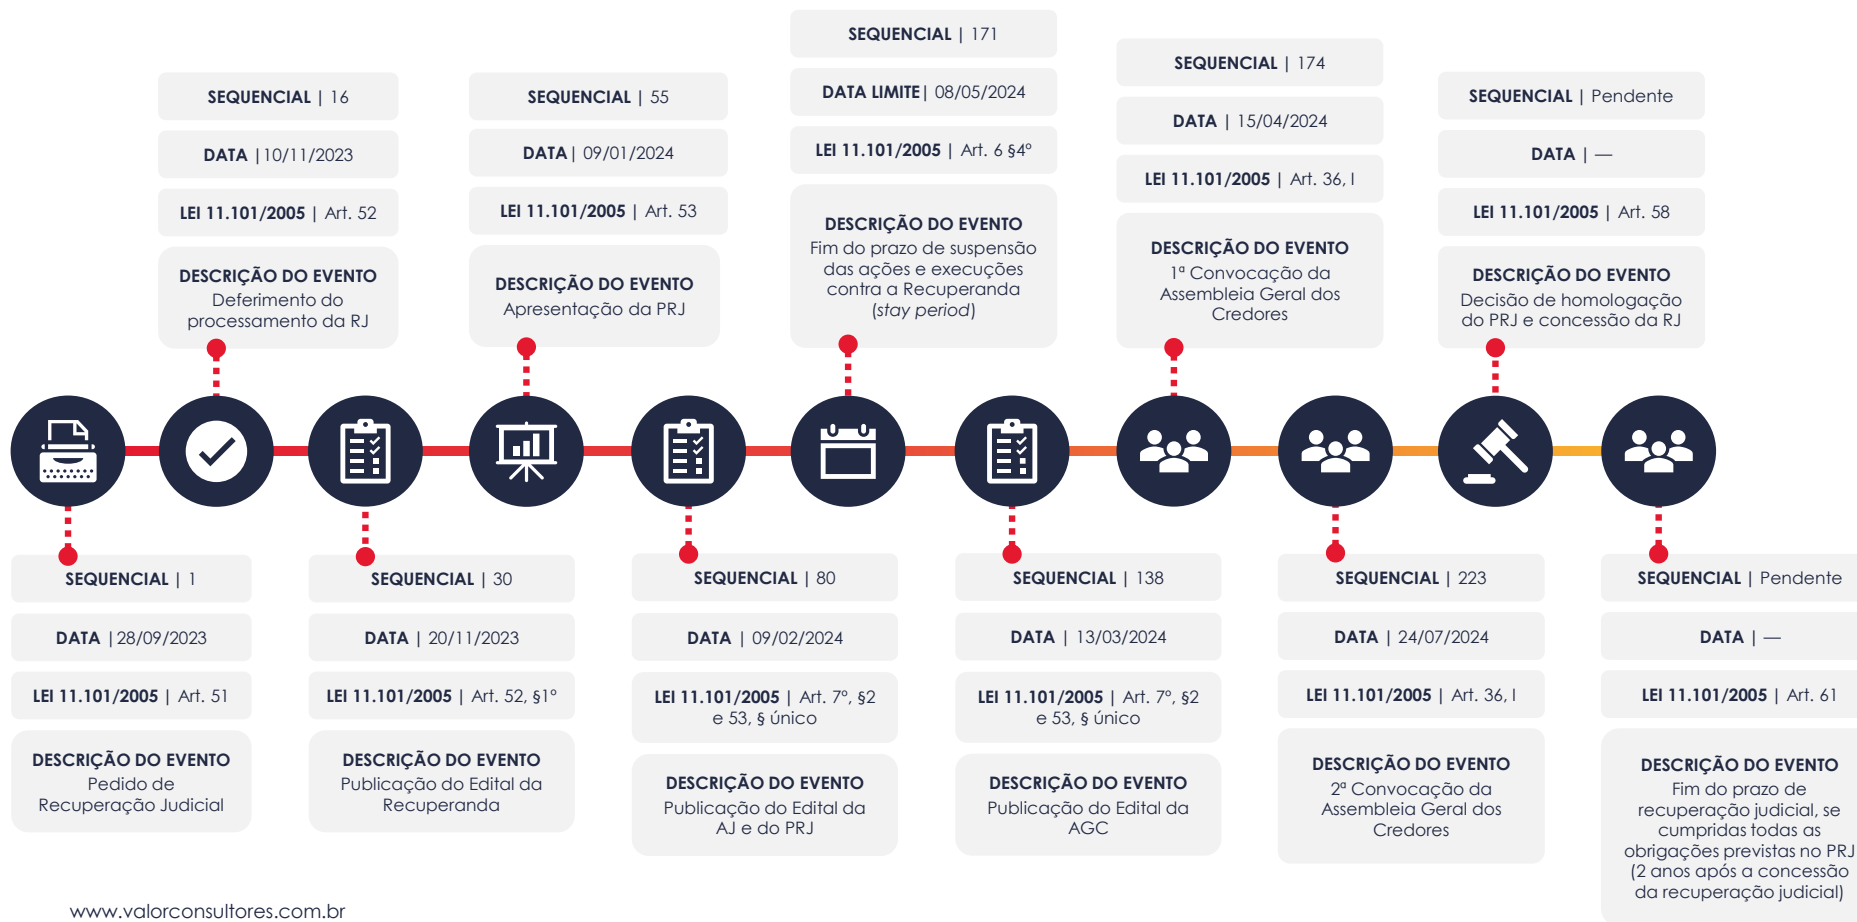 SEQUENCIAL | 16
DATA |10/11/2023
LEI 11.101/2005 | Art. 52
DESCRIÇÃO DO EVENTO
Deferimento do
processamento da RJ
SEQUENCIAL | 55
DATA| 09/01/2024
LEI 11.101/2005 | Art. 53
DESCRIÇÃO DO EVENTO
Apresentação da PRJ
SEQUENCIAL | 171
DATA LIMITE| 08/05/2024
LEI 11.101/2005 | Art. 6 §4º
DESCRIÇÃO DO EVENTO
Fim do prazo de suspensão
das ações e execuções
contra a Recuperanda
(stay period)
SEQUENCIAL | 174
DATA | 15/04/2024
LEI 11.101/2005 | Art. 36, I
DESCRIÇÃO DO EVENTO
1ª Convocação da
Assembleia Geral dos
Credores
SEQUENCIAL | Pendente
DATA | —
LEI 11.101/2005 | Art. 58
DESCRIÇÃO DO EVENTO
Decisão de homologação
do PRJ e concessão da RJ
SEQUENCIAL | 1
DATA |28/09/2023
LEI 11.101/2005 | Art. 51
DESCRIÇÃO DO EVENTO
Pedido de
Recuperação Judicial
SEQUENCIAL | 30
DATA | 20/11/2023
LEI 11.101/2005 | Art. 52, §1º
DESCRIÇÃO DO EVENTO
Publicação do Edital da
Recuperanda
SEQUENCIAL | 80
DATA | 09/02/2024
LEI 11.101/2005 | Art. 7º, §2
e 53, § único
DESCRIÇÃO DO EVENTO
Publicação do Edital da
AJ e do PRJ
SEQUENCIAL | 138
DATA | 13/03/2024
LEI 11.101/2005 | Art. 7º, §2
e 53, § único
DESCRIÇÃO DO EVENTO
Publicação do Edital da
AGC
SEQUENCIAL | 223
DATA | 24/07/2024
LEI 11.101/2005 | Art. 36, I
DESCRIÇÃO DO EVENTO
2ª Convocação da
Assembleia Geral dos
Credores
SEQUENCIAL | Pendente
DATA | —
LEI 11.101/2005 | Art. 61
DESCRIÇÃO DO EVENTO
Fim do prazo de
recuperação judicial, se
cumpridas todas as
obrigações previstas no PRJ
(2 anos após a concessão
da recuperação judicial)
www.valorconsultores.com.br